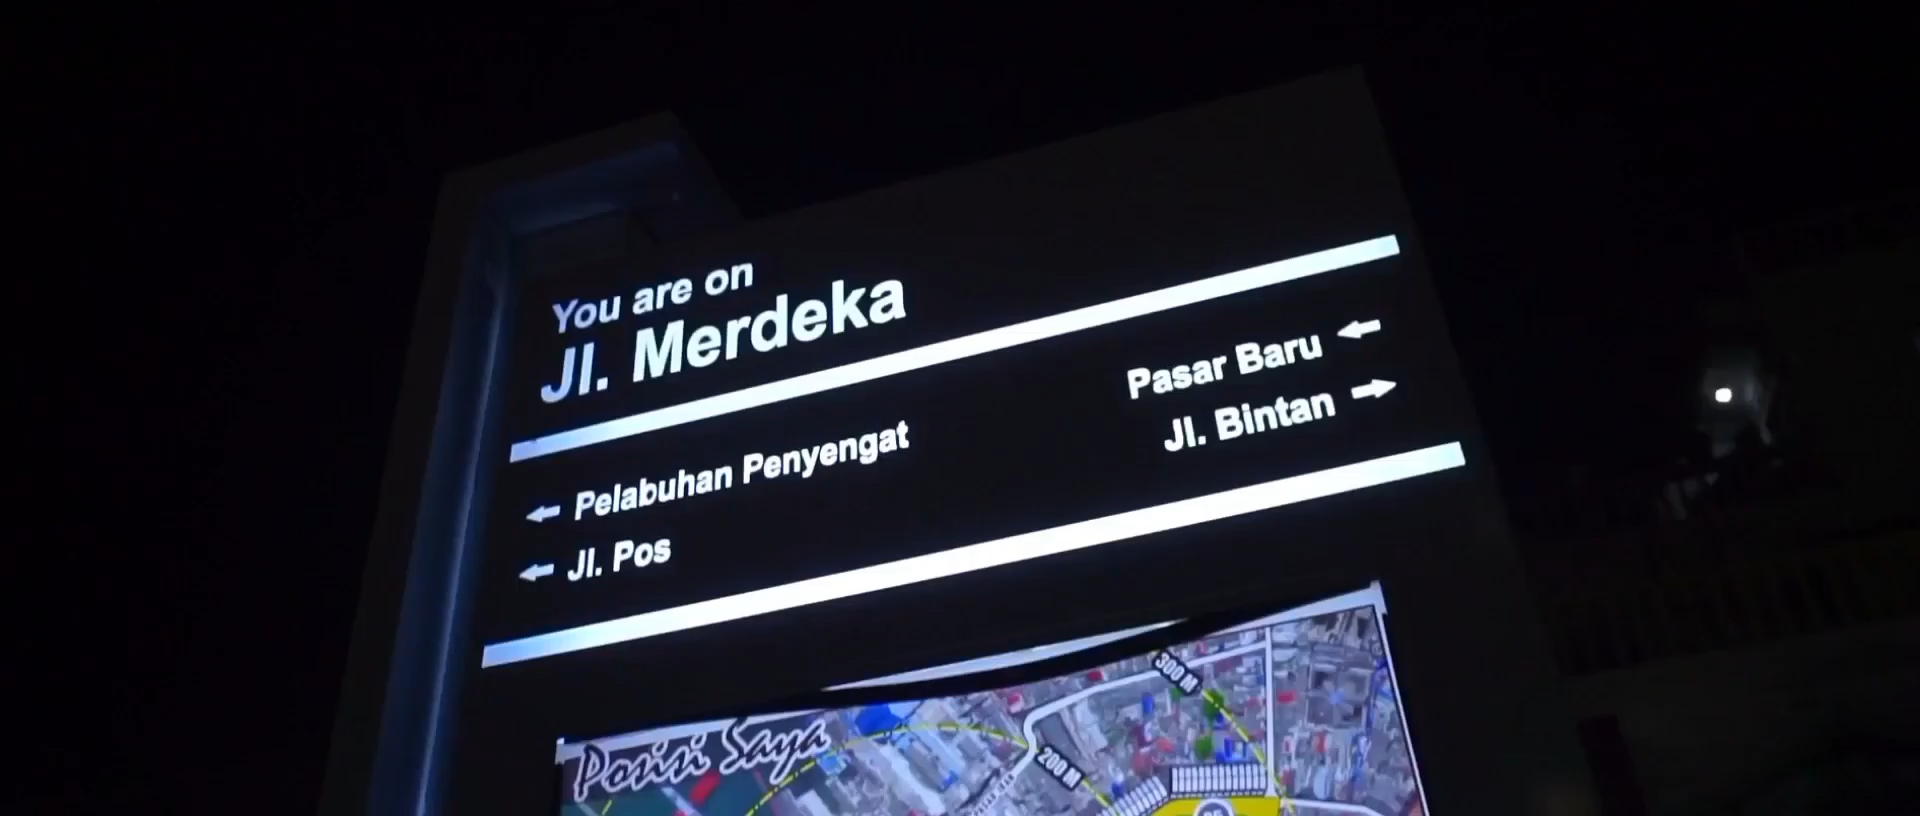 You are on
Jl. Merdeka
Pelabuhan Penyengat
Jl. Pos
Pasar Baru
Jl. Bintan
Posisi Saya
300 M
200 M